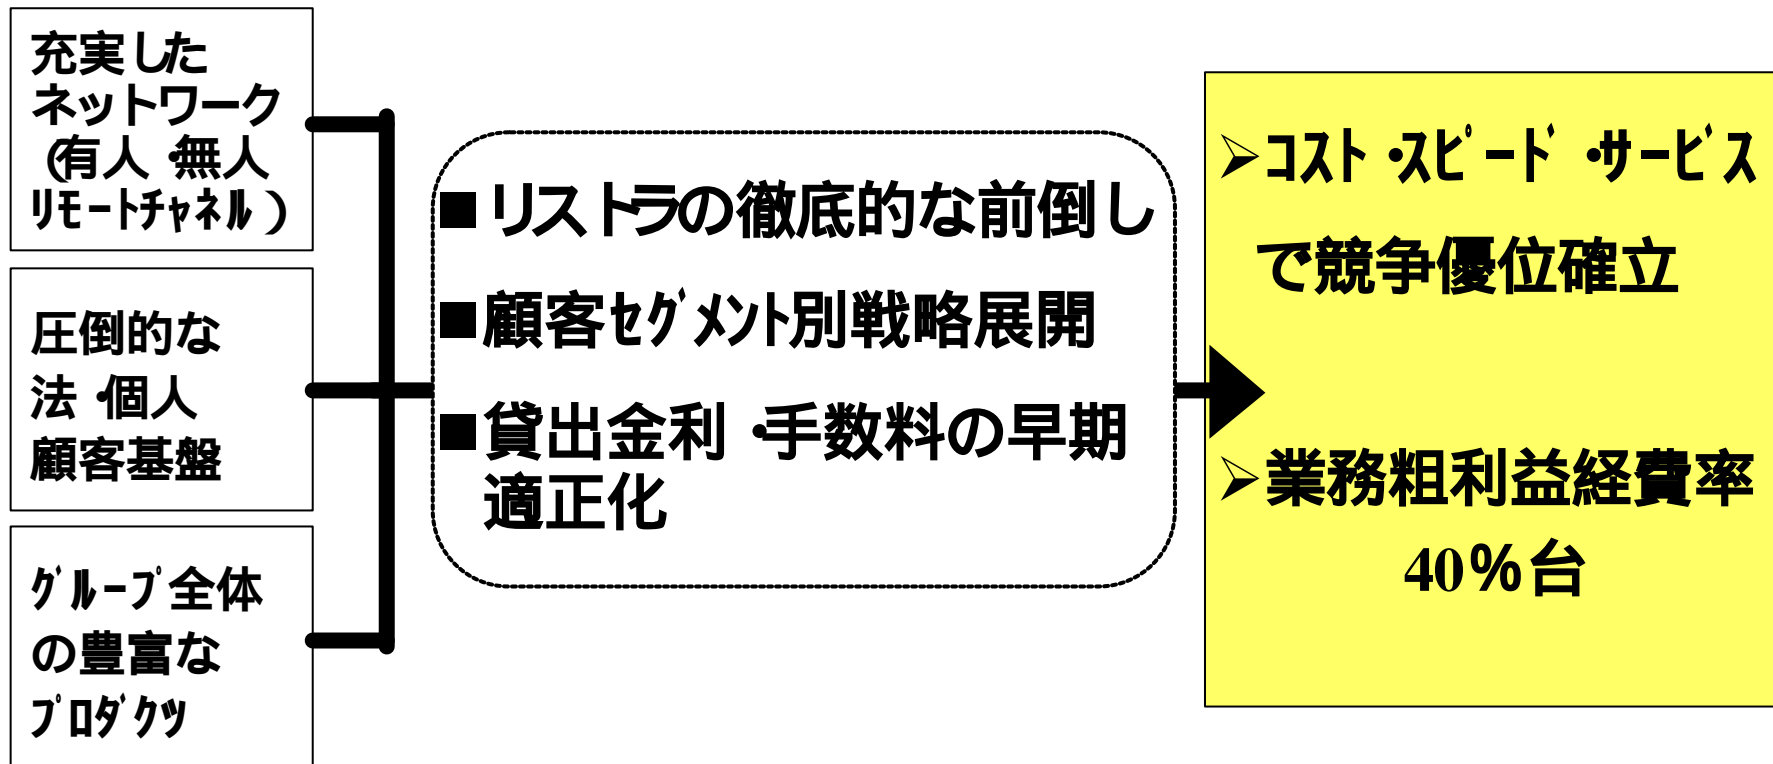 充実した
ネットワーク
（有人・無人
ﾘﾓｰﾄﾁｬﾈﾙ）
圧倒的な
法・個人
顧客基盤
ｸﾞﾙｰﾌﾟ全体
の豊富な
ﾌﾟﾛﾀﾞｸﾂ
■リストラの徹底的な前倒し
■顧客ｾｸﾞﾒﾝﾄ別戦略展開
■貸出金利・手数料の早期
適正化
➢ｺｽﾄ・ｽﾋﾟｰﾄﾞ・ｻｰﾋﾞｽ
で競争優位確立
➢業務粗利益経費率
40％台